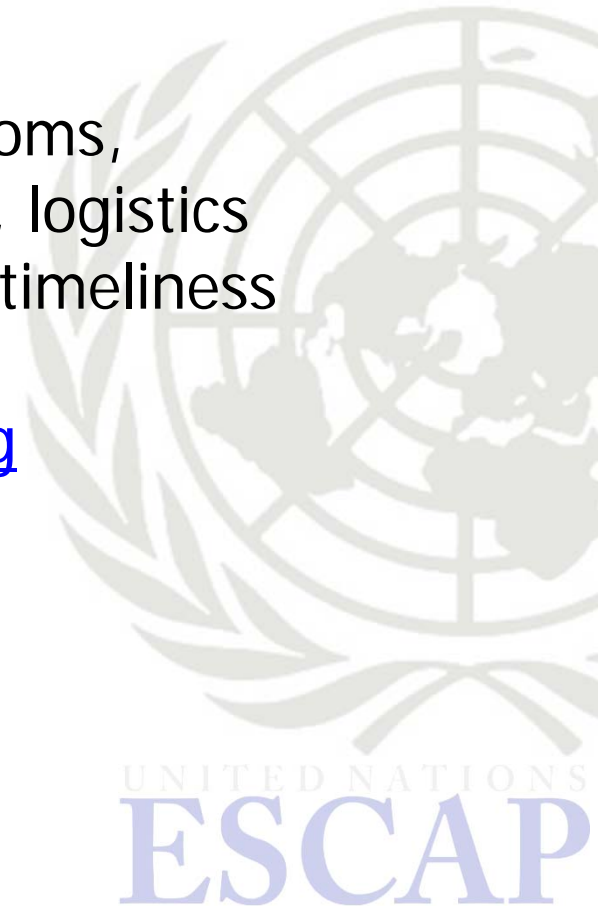 oms,
, logistics
timeliness
g
UNITED NATIONS
ESCAP